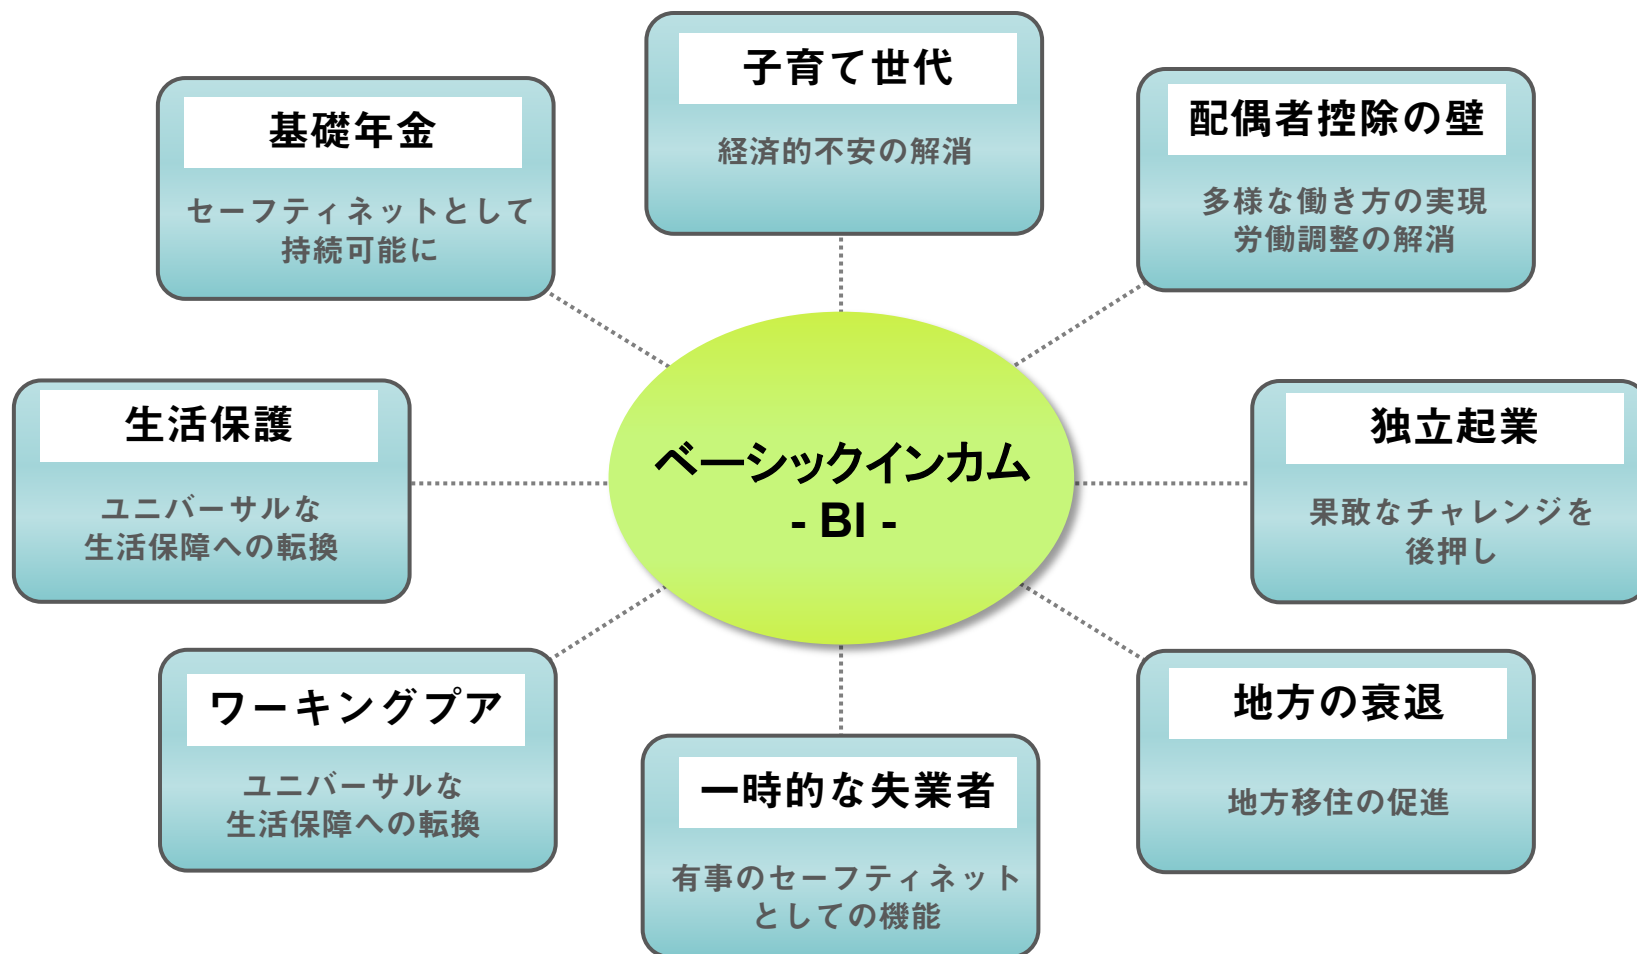 子育て世代
経済的不安の解消
基礎年金
セーフティネットとして
持続可能に
配偶者控除の壁
多様な働き方の実現
労働調整の解消
生活保護
ユニバーサルな
生活保障への転換
ベーシックインカム
- BI -
独立起業
果敢なチャレンジを
後押し
ワーキングプア
ユニバーサルな
生活保障への転換
一時的な失業者
有事のセーフティネット
としての機能
地方の衰退
地方移住の促進